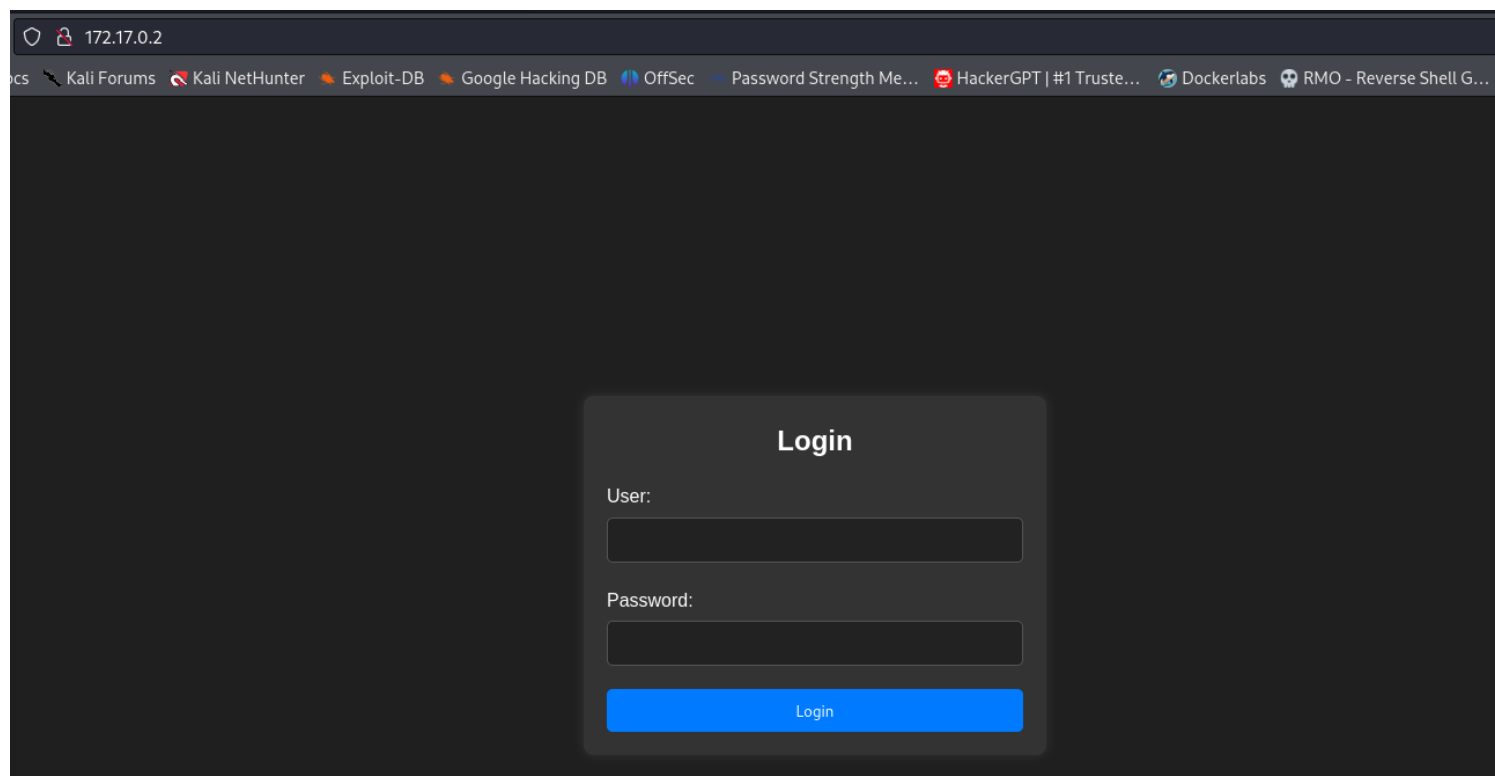 172.17.0.2
ocs Kali Forums Kali NetHunter Exploit-DB Google Hacking DB OffSec Password Strength Me… HackerGPT | #1 Truste… Dockerlabs RMO - Reverse Shell G…
Login
User:
Password:
Login